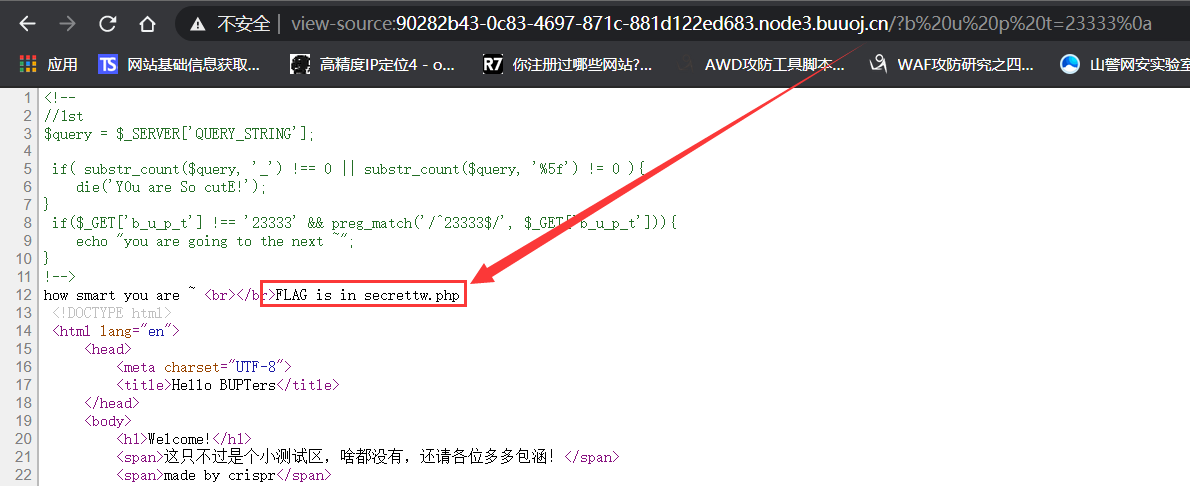 不安全 | view-source:90282b43-0c83-4697-871c-881d122ed683.node3.buuoj.cn/?b%20u%20p%20t=23333%0a
应用 TS 网站基础信息获取... 高精度IP定位4 - o... R7 你注册过哪些网站?... AWD攻防工具脚本... WAF攻防研究之四... 山警网安实验室
1 <!--
2 //1st
3 $query = $_SERVER['QUERY_STRING'];
4
5 if( substr_count($query, '_') !== 0 || substr_count($query, '%5f') != 0 ){
6 die('Y0u are So cutE!');
7 }
8 if($_GET['b_u_p_t'] !== '23333' && preg_match('/^23333$/', $_GET['b_u_p_t'])){
9 echo "you are going to the next ~";
10 }
11 !-->
12 how smart you are ~ <br></br>FLAG is in secrettw.php
13 <!DOCTYPE html>
14 <html lang="en">
15 <head>
16 <meta charset="UTF-8">
17 <title>Hello BUPTers</title>
18 </head>
19 <body>
20 <h1>Welcome!</h1>
21 <span>这只不过是个小测试区，啥都没有，还请各位多多包涵！</span>
22 <span>made by crispr</span>